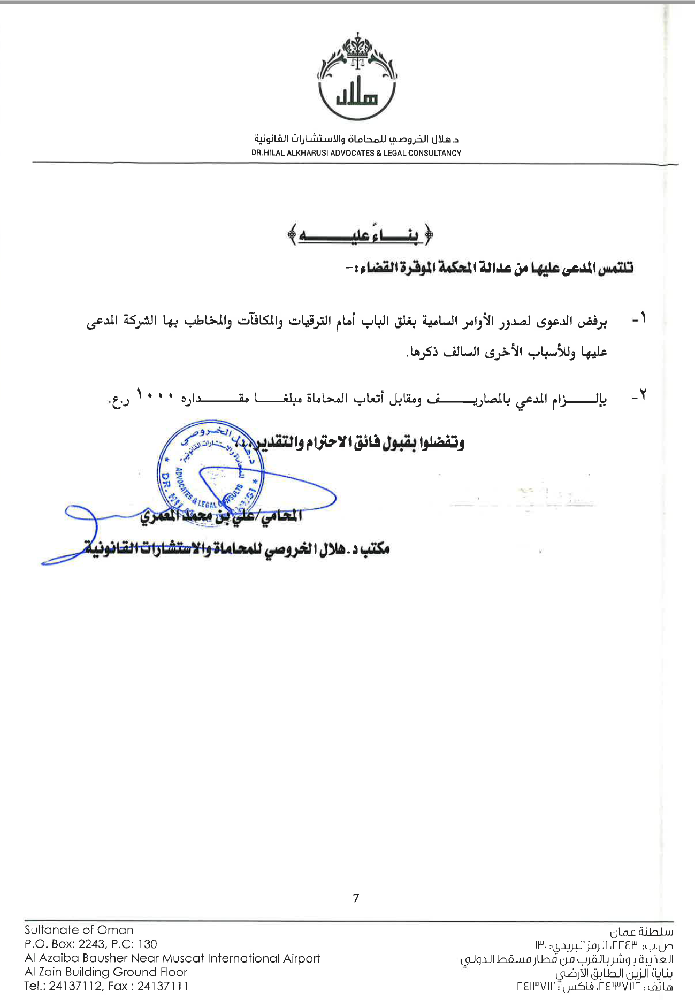 هلال
د.هلال الخروصي للمحاماة والاستشارات القانونية
DR. HILAL ALKHARUSI ADVOCATES & LEGAL CONSULTANCY
﴿ بنـــاءً عليـــــــه ﴾
تلتمس المدعى عليها من عدالة المحكمة الموقرة القضاء:-
١- برفض الدعوى لصدور الأوامر السامية بغلق الباب أمام الترقيات والمكافآت والمخاطب بها الشركة المدعى
عليها وللأسباب الأخرى السالف ذكرها.
٢- بإلـــــزام المدعي بالمصاريـــــف ومقابل أتعاب المحاماة مبلغـــــا مقـــــداره ١٠٠٠ ر.ع.
وتفضلوا بقبول فائق الاحترام والتقدير،،
د.هلال الخروصي
للمحاماة والاستشارات القانونية
ADVOCATES & LEGAL CONSULTS
DR.
المحامي/علي بن محمد المعمري
مكتب د.هلال الخروصي للمحاماة والاستشارات القانونية
7
Sultanate of Oman
P.O. Box: 2243, P.C: 130
Al Azaiba Bausher Near Muscat International Airport
Al Zain Building Ground Floor
Tel.: 24137112, Fax : 24137111
سلطنة عمان
ص.ب: ٢٢٤٣، الرمز البريدي: ١٣٠
العذيبة بوشر بالقرب من مطار مسقط الدولي
بناية الزين الطابق الأرضي
هاتف : ٢٤١٣٧١١٢، فاكس : ٢٤١٣٧١١١